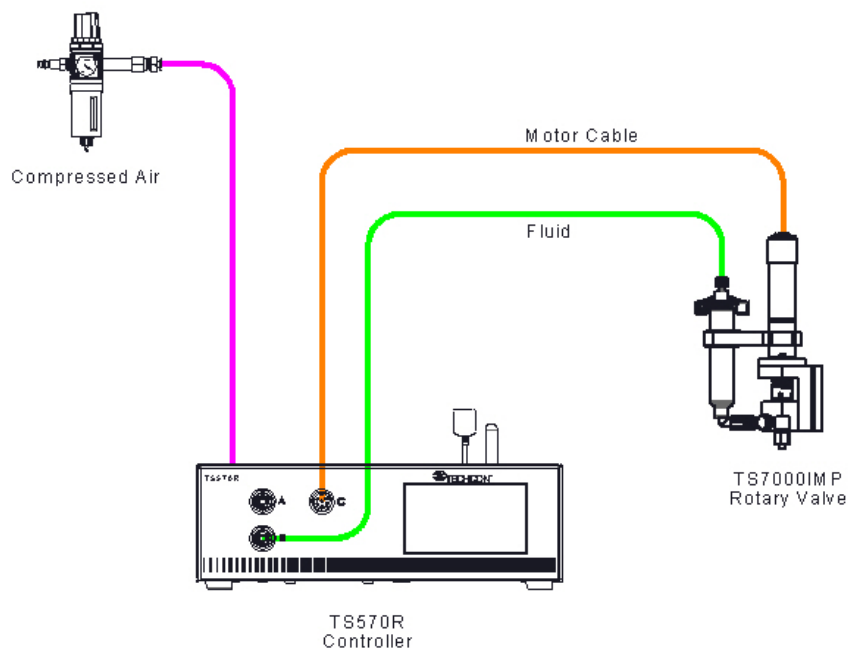 Motor Cable
Compressed Air
Fluid
TS570R
TECHCON
A
C
B
TS7000IMP
Rotary Valve
TS570R
Controller